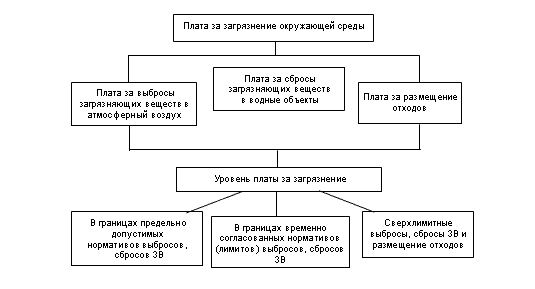 Плата за загрязнение окружающей среды
Плата за выбросы
загрязняющих веществ в
атмосферный воздух
Плата за сбросы
загрязняющих веществ
в водные объекты
Плата за размещение
отходов
Уровень платы за загрязнение
В границах предельно
допустимых
нормативов выбросов,
сбросов ЗВ
В границах временно
согласованных нормативов
(лимитов) выбросов, сбросов
ЗВ
Сверхлимитные
выбросы, сбросы ЗВ и
размещение отходов